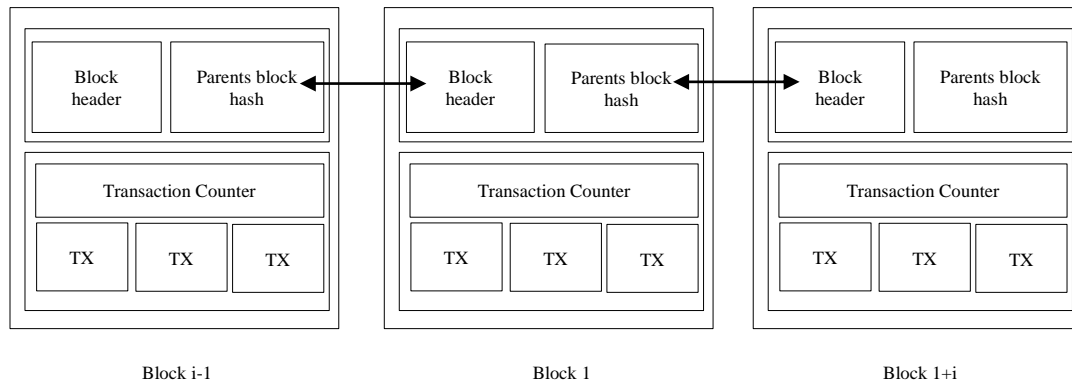 Block
header
Parents block
hash
Block
header
Parents block
hash
Block
header
Parents block
hash
Transaction Counter
Transaction Counter
Transaction Counter
TX
TX
TX
TX
TX
TX
TX
TX
TX
Block i-1
Block 1
Block 1+i